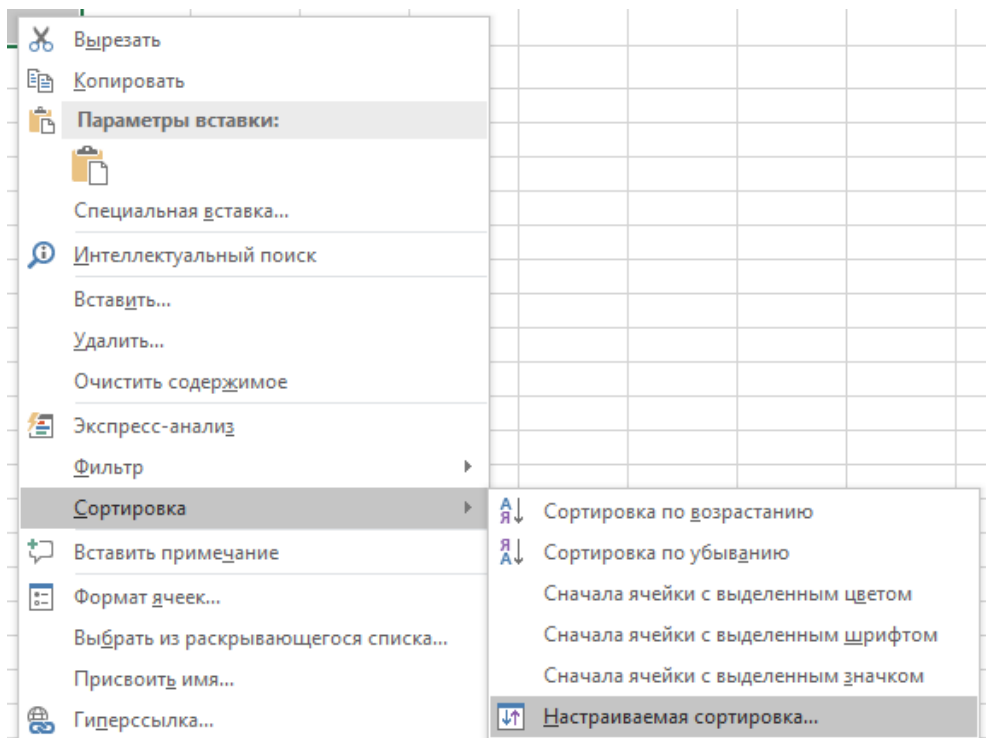 Вырезать
Копировать
Параметры вставки:
Специальная вставка...
Интеллектуальный поиск
Вставить...
Удалить...
Очистить содержимое
Экспресс-анализ
Фильтр
Сортировка
Сортировка по возрастанию
Вставить примечание
Сортировка по убыванию
Формат ячеек...
Сначала ячейки с выделенным цветом
Выбрать из раскрывающегося списка...
Сначала ячейки с выделенным шрифтом
Присвоить имя...
Сначала ячейки с выделенным значком
Гиперссылка...
Настраиваемая сортировка...